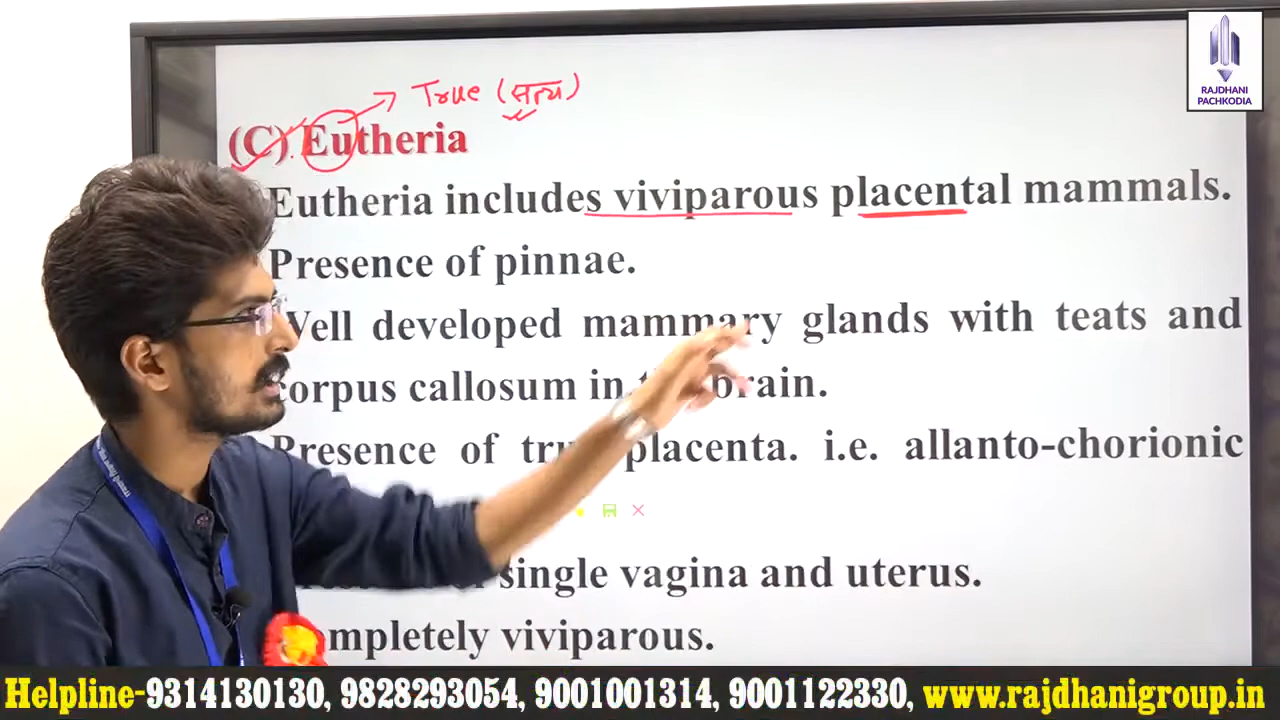 True (सत्य)
(C) Eutheria
RAJDHANI
PACHKODIA
Eutheria includes viviparous placental mammals.
Presence of pinnae.
Well developed mammary glands with teats and
corpus callosum in brain.
Presence of placenta. i.e. allanto-chorionic
single vagina and uterus.
viviparous.
Helpline-9314130130, 9828293054, 9001001314, 9001122330, www.rajdhanigroup.in